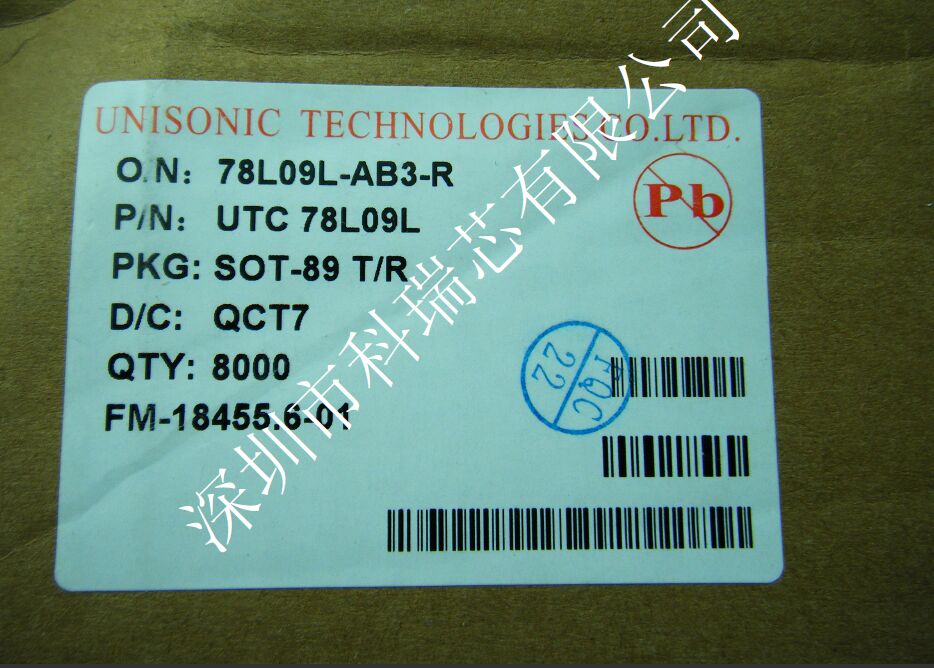 UNISONIC TECHNOLOGIES CO.LTD.
O.N: 78L09L-AB3-R
P/N: UTC 78L09L
PKG: SOT-89 T/R
D/C: QCT7
QTY: 8000
FM-18455.6-01
Pb
FQC
22
深圳市科瑞芯有限公司